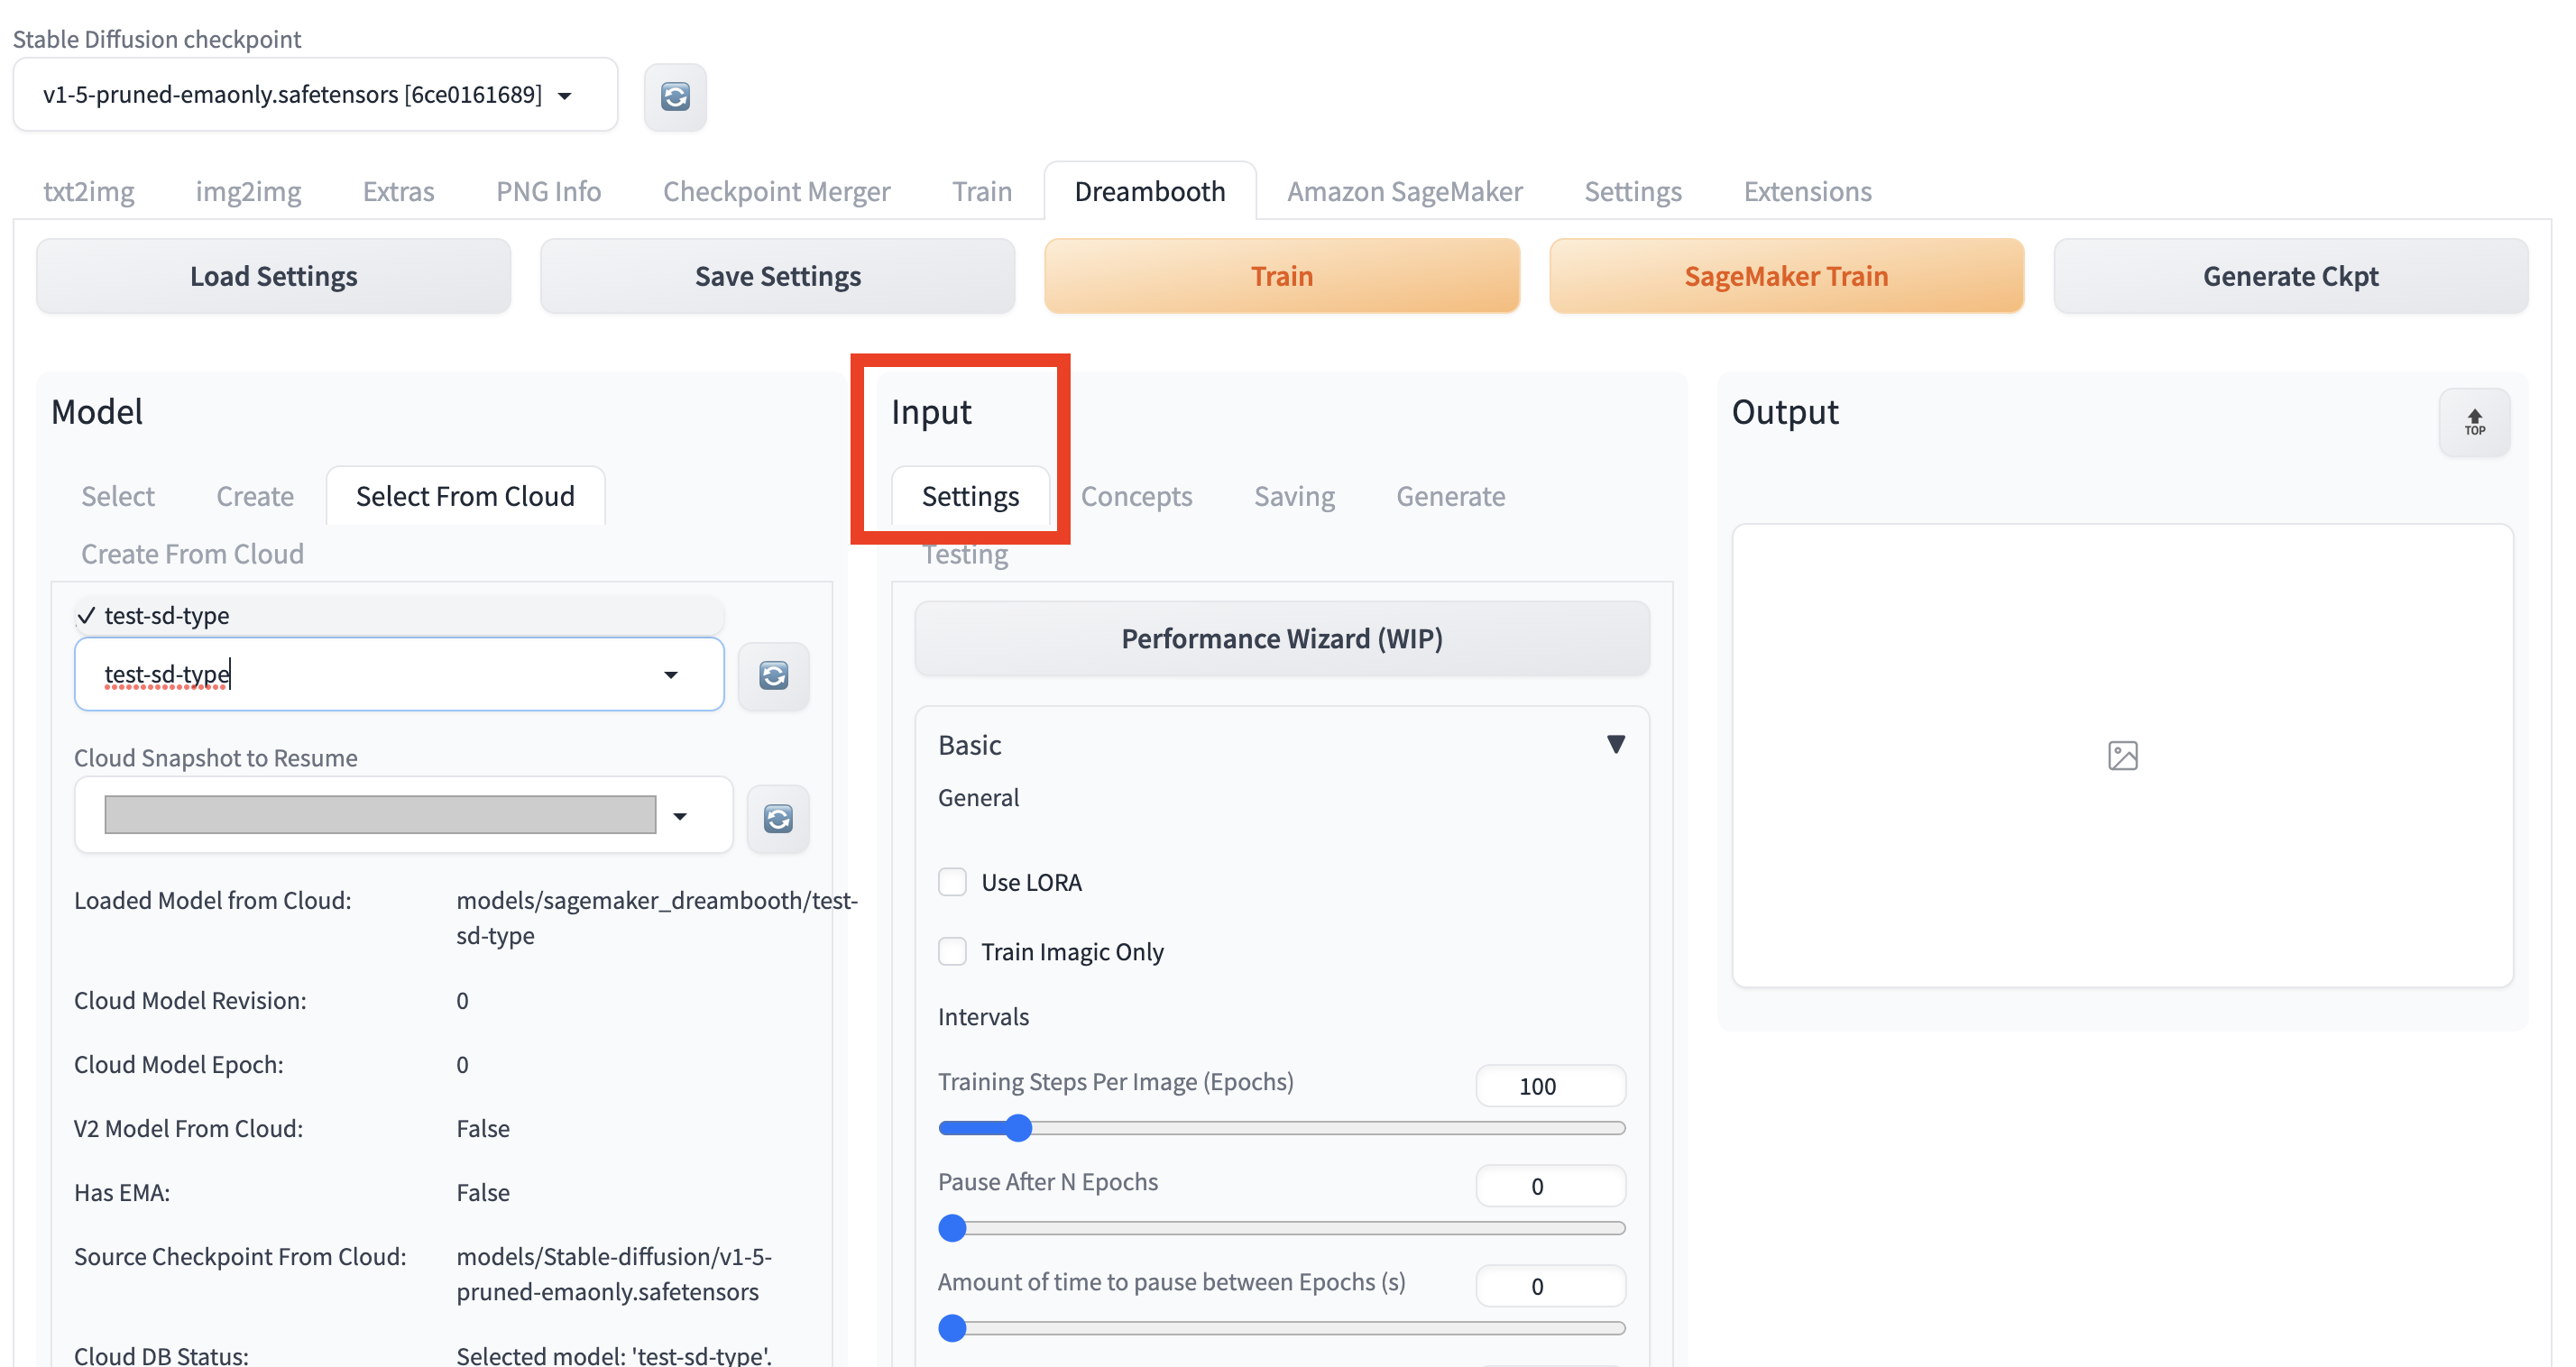 Stable Diffusion checkpoint
v1-5-pruned-emaonly.safetensors [6ce0161689]
txt2img img2img Extras PNG Info Checkpoint Merger Train Dreambooth Amazon SageMaker Settings Extensions
Load Settings Save Settings Train SageMaker Train Generate Ckpt
Model
Select Create Select From Cloud
Create From Cloud
✓ test-sd-type
test-sd-type
Cloud Snapshot to Resume
Loaded Model from Cloud: models/sagemaker_dreambooth/test-
sd-type
Cloud Model Revision: 0
Cloud Model Epoch: 0
V2 Model From Cloud: False
Has EMA: False
Source Checkpoint From Cloud: models/Stable-diffusion/v1-5-
pruned-emaonly.safetensors
Cloud DB Status: Selected model: 'test-sd-type'.
Input
Settings Concepts Saving Generate
Testing
Performance Wizard (WIP)
Basic
General
Use LORA
Train Imagic Only
Intervals
Training Steps Per Image (Epochs) 100
Pause After N Epochs 0
Amount of time to pause between Epochs (s) 0
Output
TOP